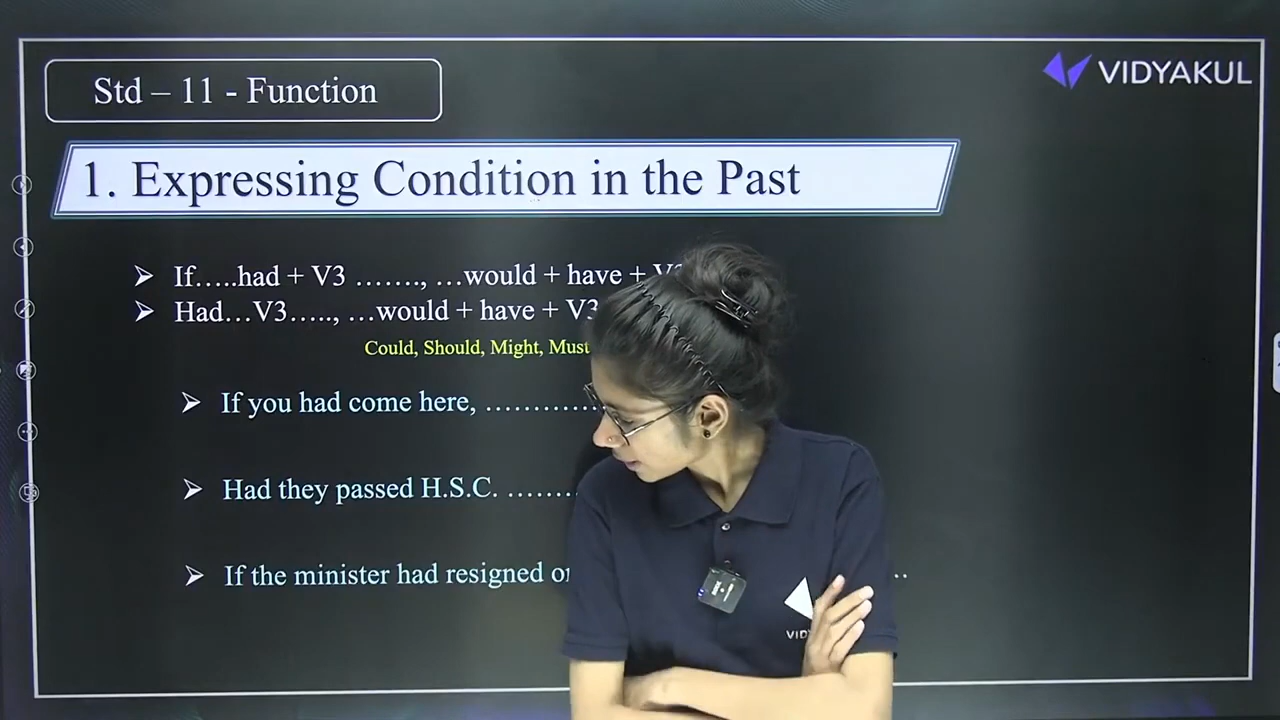 Std – 11 - Function
VIDYAKUL
1. Expressing Condition in the Past
➢ If…..had + V3 ……., …would + have +
➢ Had…V3….., …would + have + V3
Could, Should, Might, Must
➢ If you had come here, …………
➢ Had they passed H.S.C. ……..
➢ If the minister had resigned
..